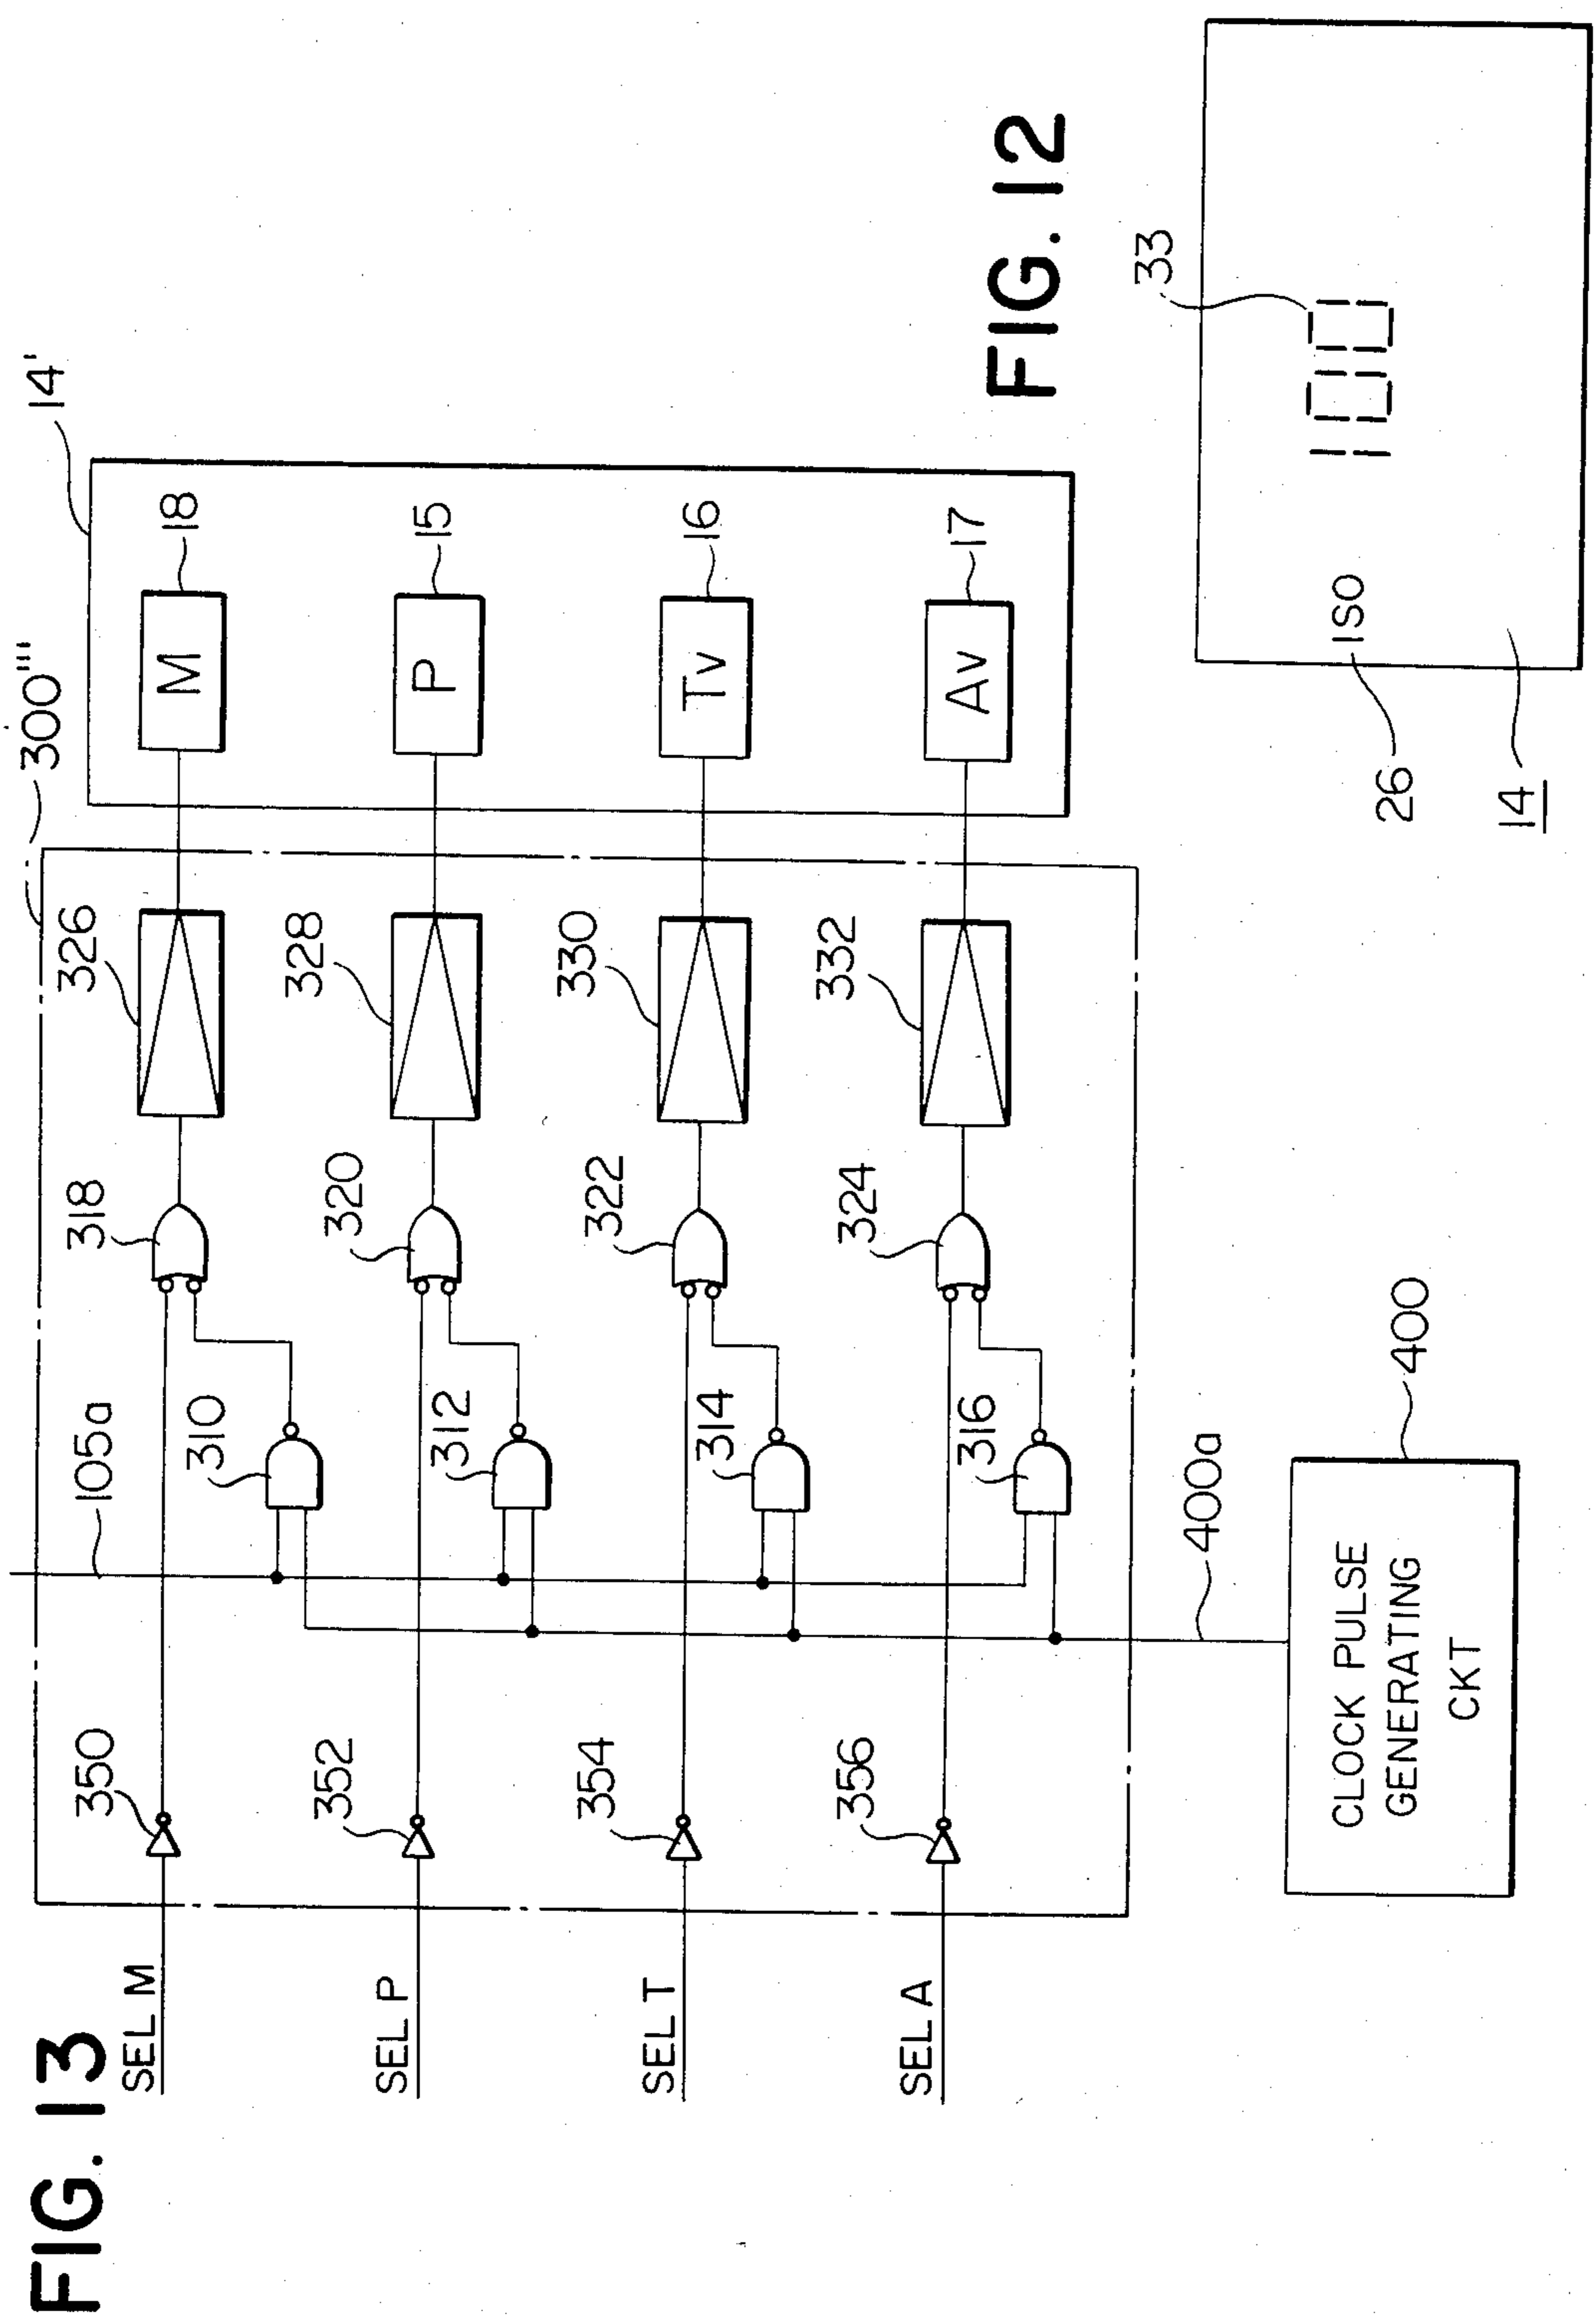 FIG. 13
300'''
14'
105a
SEL M
350
310
318
326
M
18
SEL P
352
312
320
328
P
15
SEL T
354
314
322
330
Tv
16
SEL A
356
316
324
332
Av
17
400a
400
CLOCK PULSE
GENERATING
CKT
FIG. 12
33
100
26
ISO
14